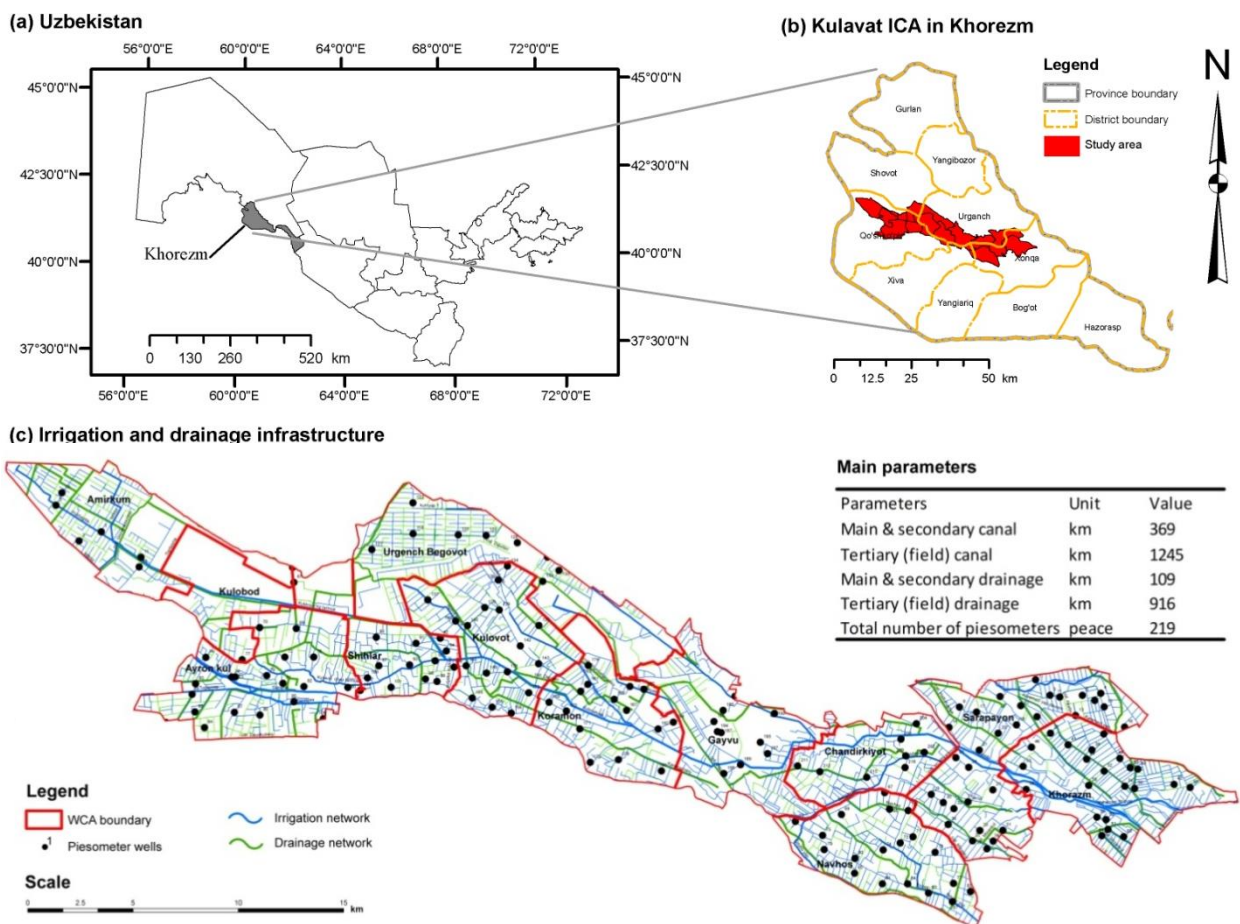 (a) Uzbekistan
56°0'0"E 60°0'0"E 64°0'0"E 68°0'0"E 72°0'0"E
45°0'0"N
42°30'0"N
40°0'0"N
37°30'0"N
45°0'0"N
42°30'0"N
40°0'0"N
37°30'0"N
Khorezm
0 130 260 520 km
56°0'0"E 60°0'0"E 64°0'0"E 68°0'0"E 72°0'0"E
(b) Kulavat ICA in Khorezm
Legend
Province boundary
District boundary
Study area
N
Gurlan
Yangibozor
Shovot
Urganch
Xonqa
Xiva
Yangiariq
Bog'ot
Hazorasp
0 12.5 25 50 km
(c) Irrigation and drainage infrastructure
Main parameters
Parameters Unit Value
Main & secondary canal km 369
Tertiary (field) canal km 1245
Main & secondary drainage km 109
Tertiary (field) drainage km 916
Total number of piesometers peace 219
Amirkum
Urgench Begovot
Kulobod
Kulovot
Shihlar
Ayron kul
Koramon
Gayvu
Chandirkiyot
Sarapayon
Khorazm
Navhos
Legend
WCA boundary
1 Piesometer wells
Irrigation network
Drainage network
Scale
0 5 10 15
km